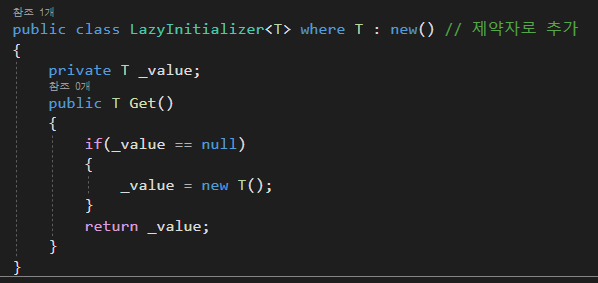 참조 1개
public class LazyInitializer<T> where T : new() // 제약자로 추가
{
private T _value;
참조 0개
public T Get()
{
if(_value == null)
{
_value = new T();
}
return _value;
}
}